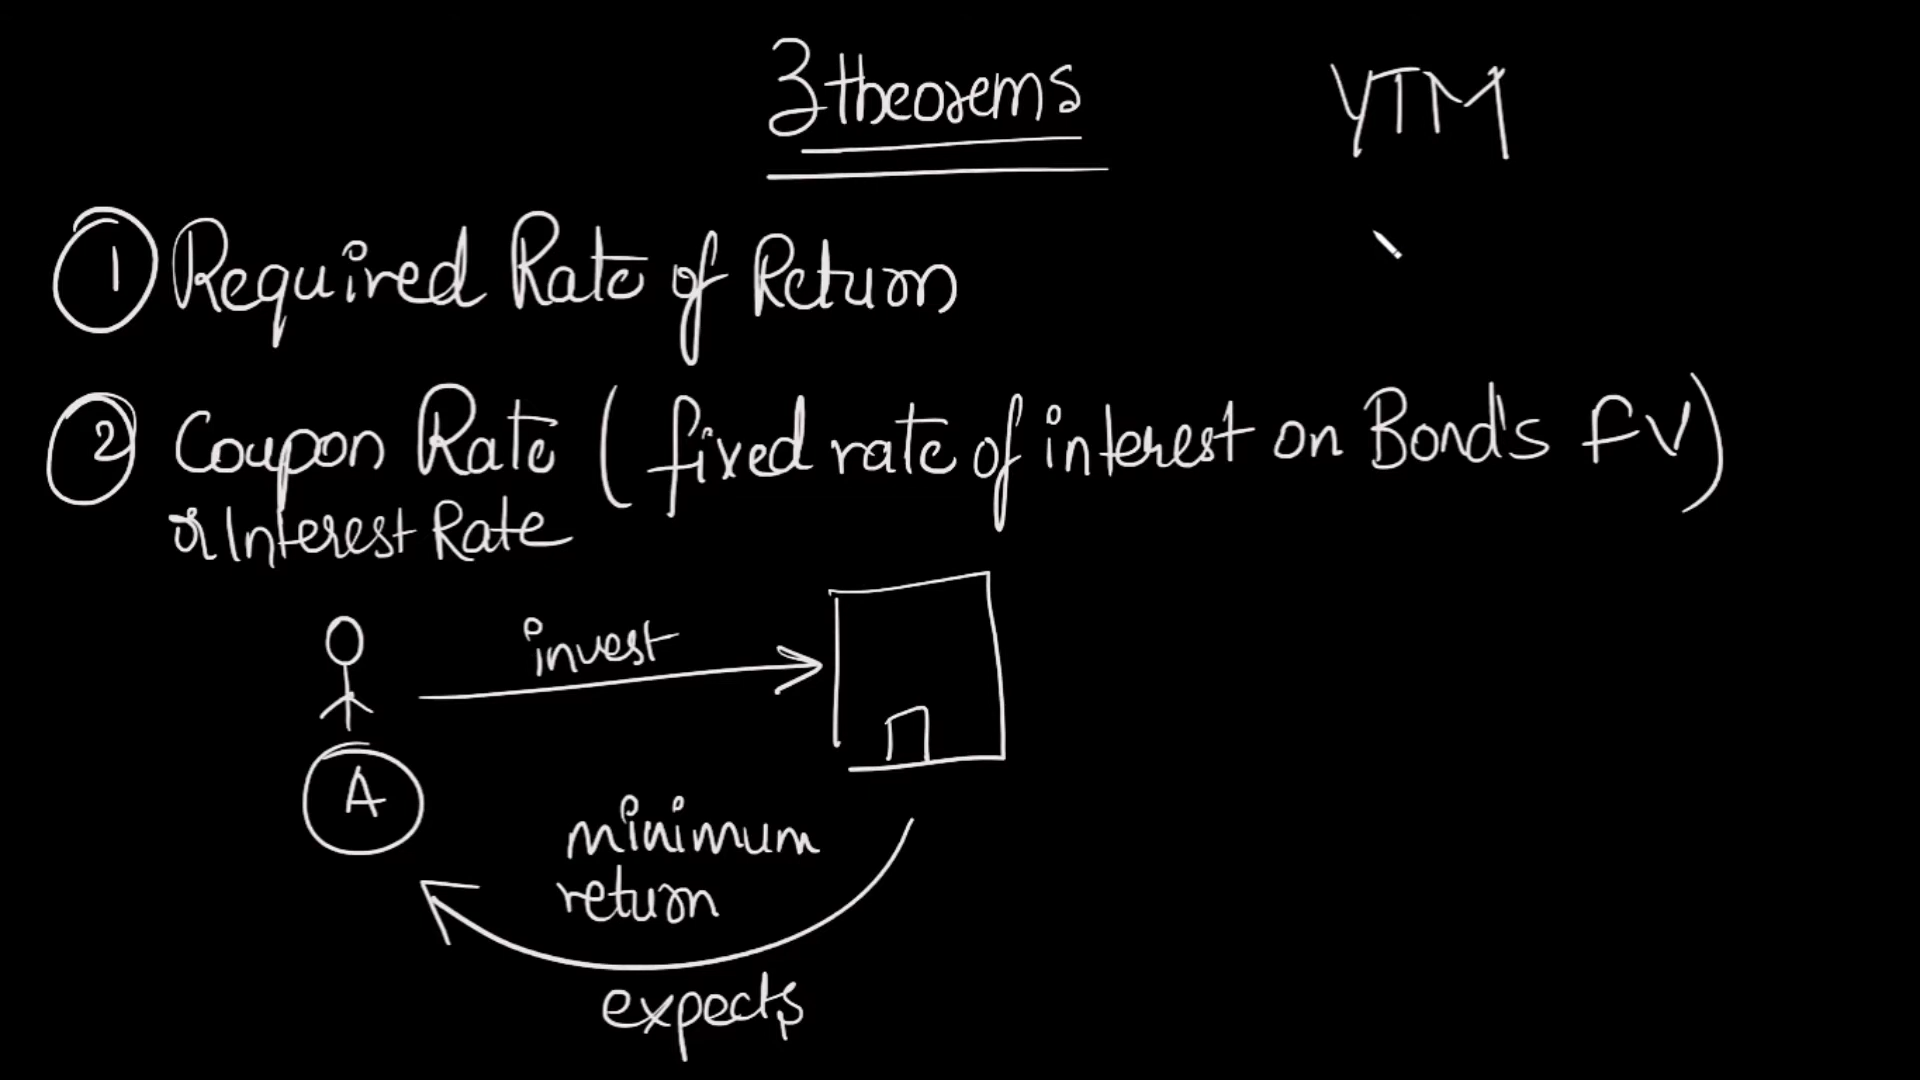 3 theorems
YTM
1 Required Rate of Return
2 Coupon Rate (fixed rate of interest on Bond's FV)
or Interest Rate
invest
A
minimum
return
expects